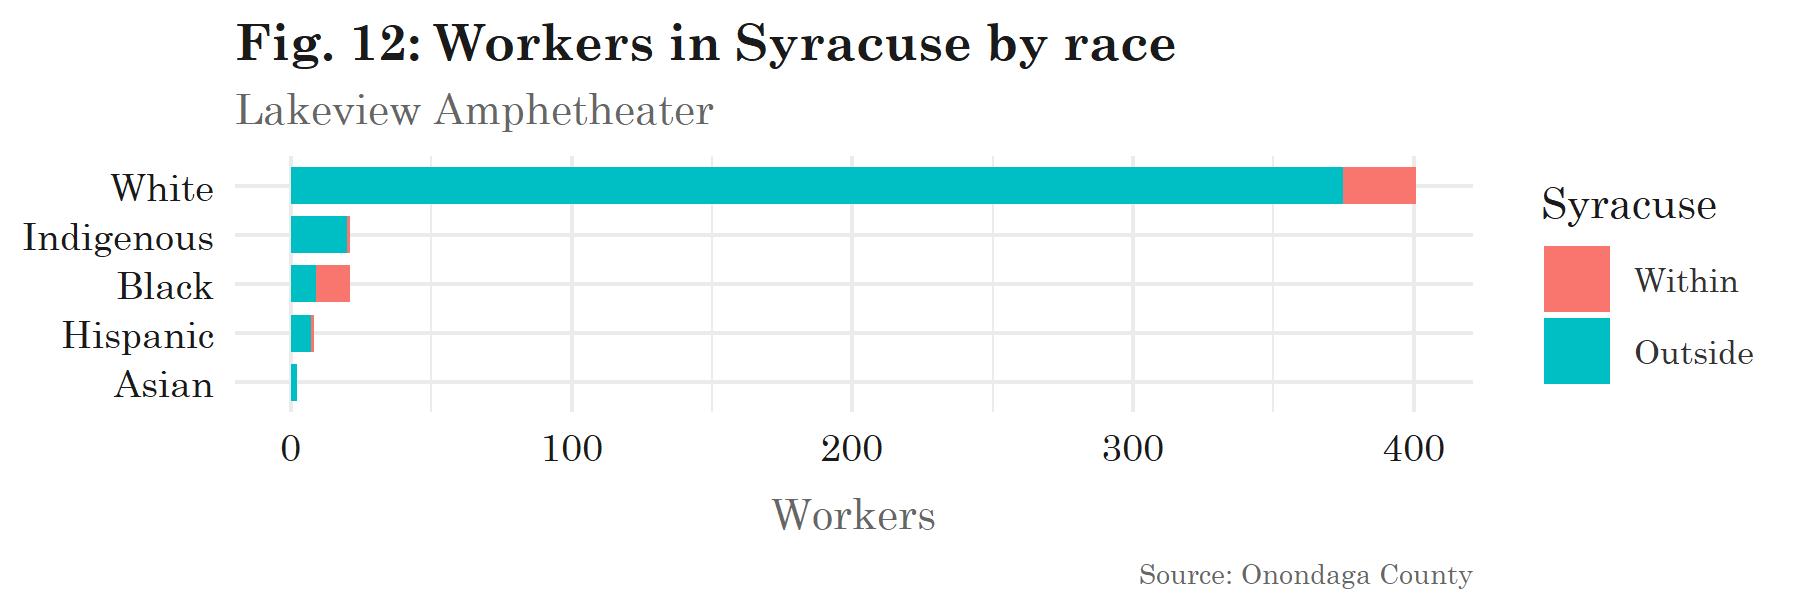 Fig. 12: Workers in Syracuse by race
Lakeview Amphetheater
White
Indigenous
Black
Hispanic
Asian
0 100 200 300 400
Workers
Syracuse
Within
Outside
Source: Onondaga County